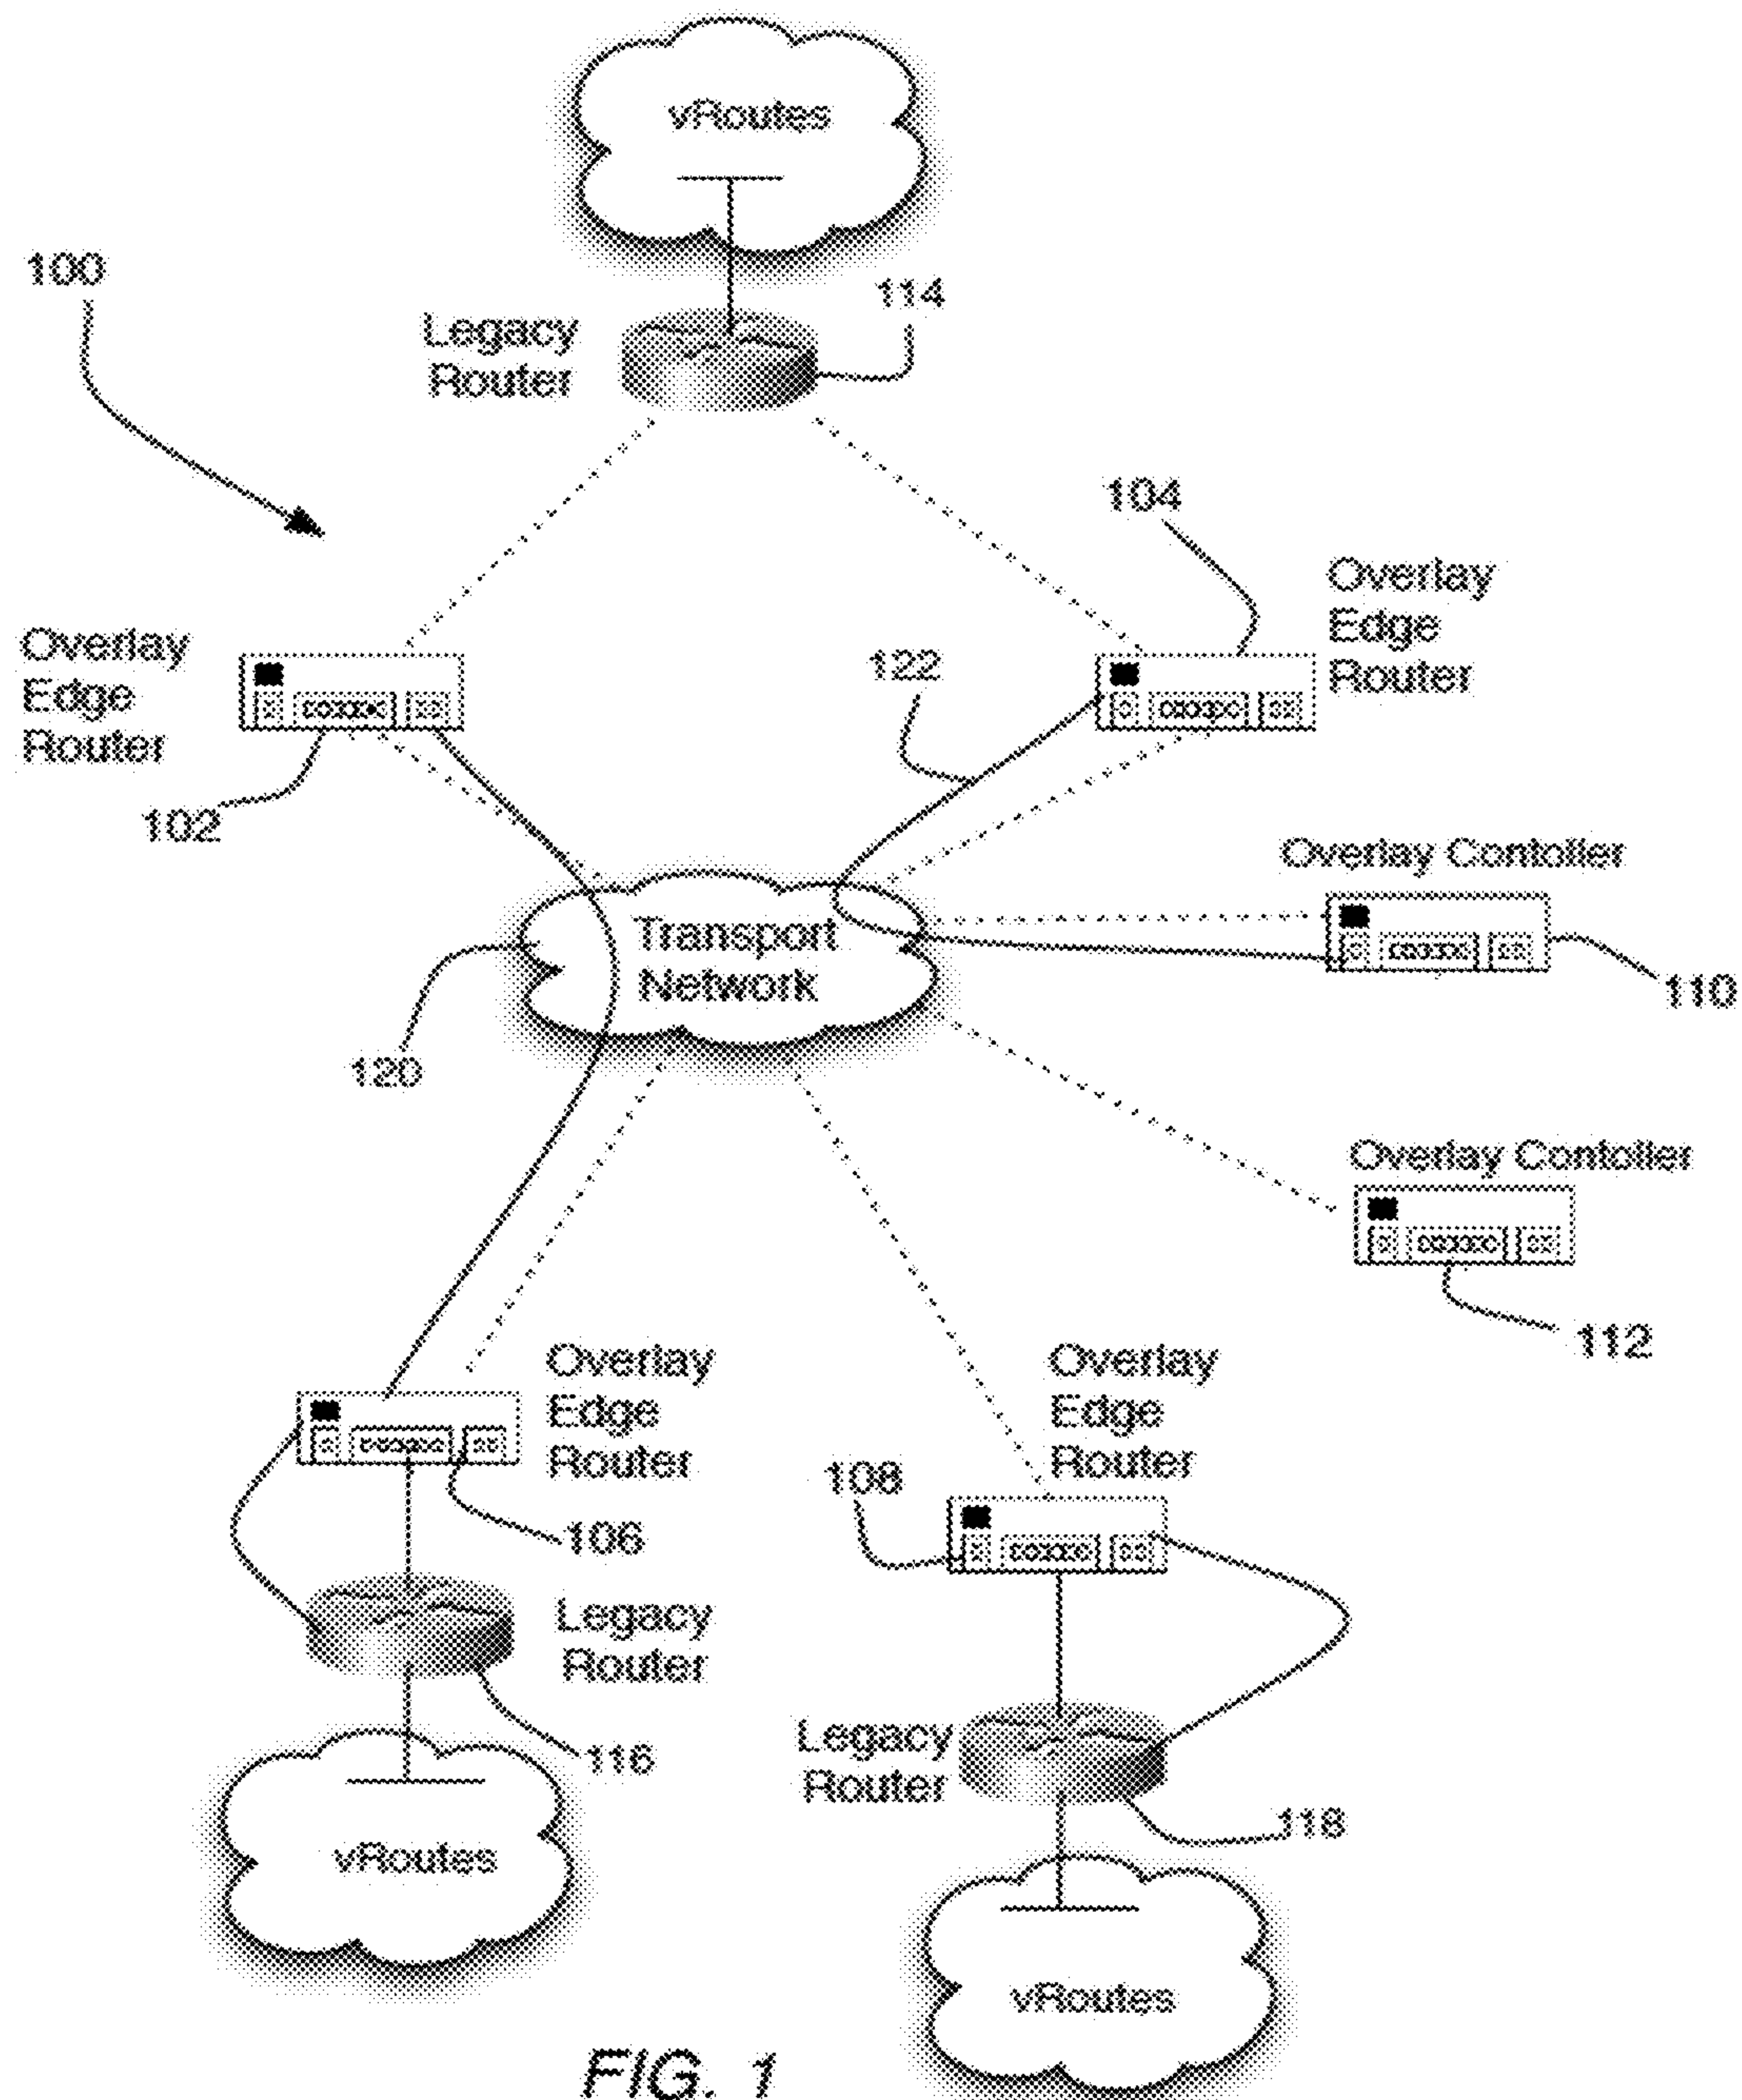 vRoutes
100
114
Legacy
Router
104
Overlay
Edge
Router
Overlay
Edge
Router
122
102
Overlay Contoller
Transport
Network
110
120
Overlay Contoller
112
Overlay
Edge
Router
Overlay
Edge
Router
108
106
Legacy
Router
Legacy
Router
116
118
vRoutes
vRoutes
FIG. 1